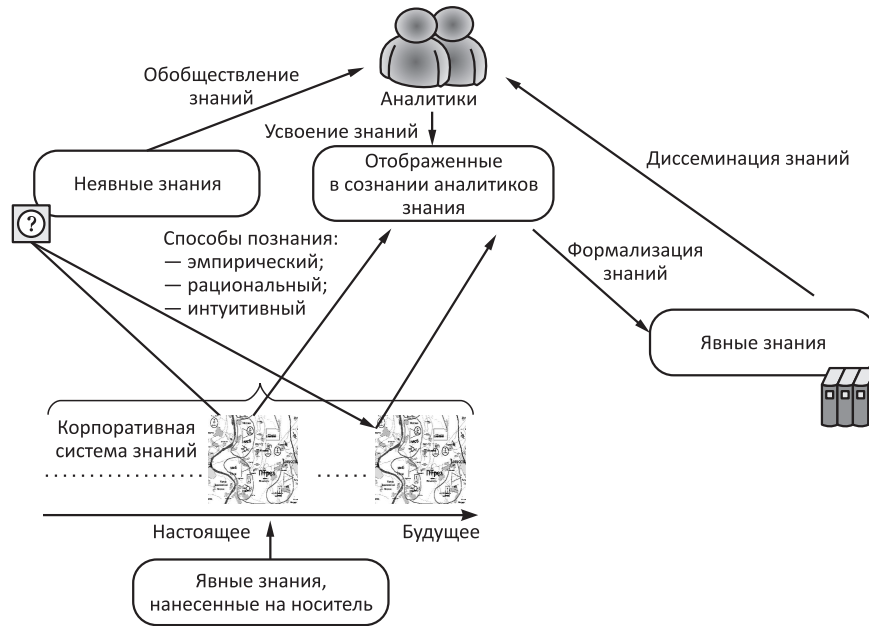 Обобществление
знаний
Аналитики
Усвоение знаний
Диссеминация знаний
Неявные знания
Отображенные
в сознании аналитиков
знания
?
Способы познания:
— эмпирический;
— рациональный;
— интуитивный
Формализация
знаний
Явные знания
Корпоративная
система знаний
Настоящее
Будущее
Явные знания,
нанесенные на носитель